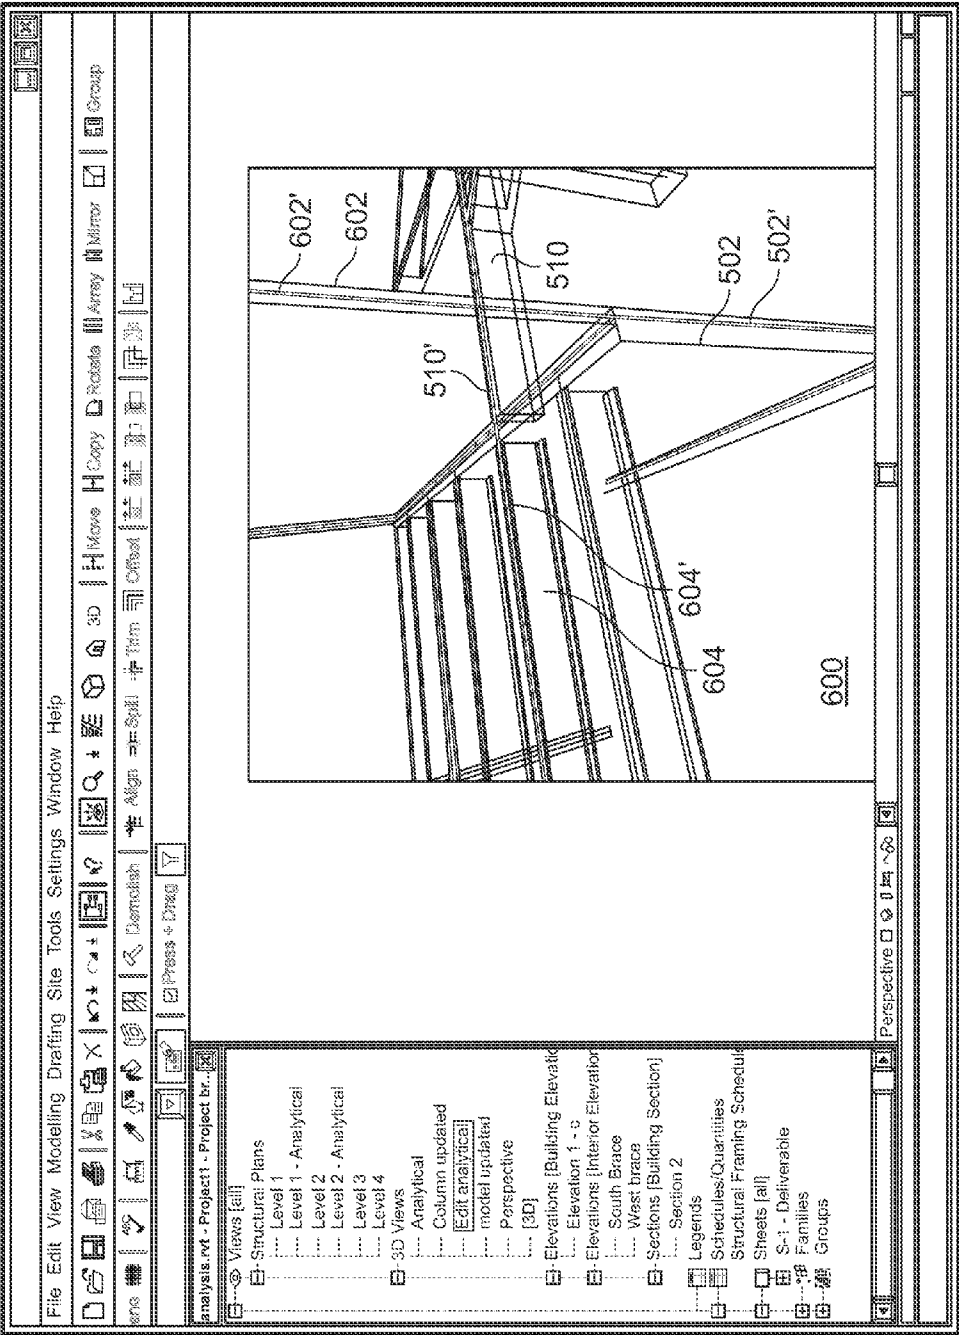 File Edit View Modelling Drafting Site Tools Settings Window Help
3D Move Copy Rotate Array Mirror Group
Demolish Align Split Trim Offset
Press + Drag
analysis.rvt - Project1 - Project br...
Views [all]
Structural Plans
Level 1
Level 1 - Analytical
Level 2
Level 2 - Analytical
Level 3
Level 4
3D Views
Analytical
Column updated
Edit analytical
model updated
Perspective
[3D]
Elevations [Building Elevatio
Elevation 1 - c
Elevations [Interior Elevation
South Brace
West brace
Sections [Building Section]
Section 2
Legends
Schedules/Quantities
Structural Framing Schedule
Sheets [all]
S-1 - Deliverable
Families
Groups
602'
602
510
510'
502'
502
604'
604
600
Perspective